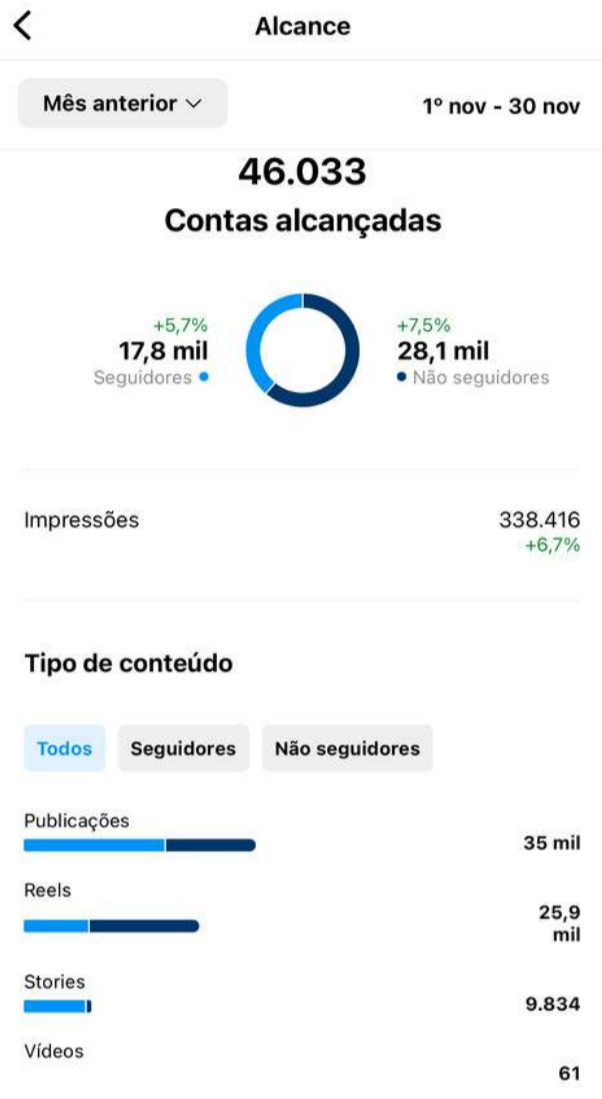 Alcance
Mês anterior
1º nov - 30 nov
46.033
Contas alcançadas
+5,7%
17,8 mil
Seguidores
+7,5%
28,1 mil
Não seguidores
Impressões
338.416
+6,7%
Tipo de conteúdo
Todos
Seguidores
Não seguidores
Publicações
35 mil
Reels
25,9
mil
Stories
9.834
Vídeos
61